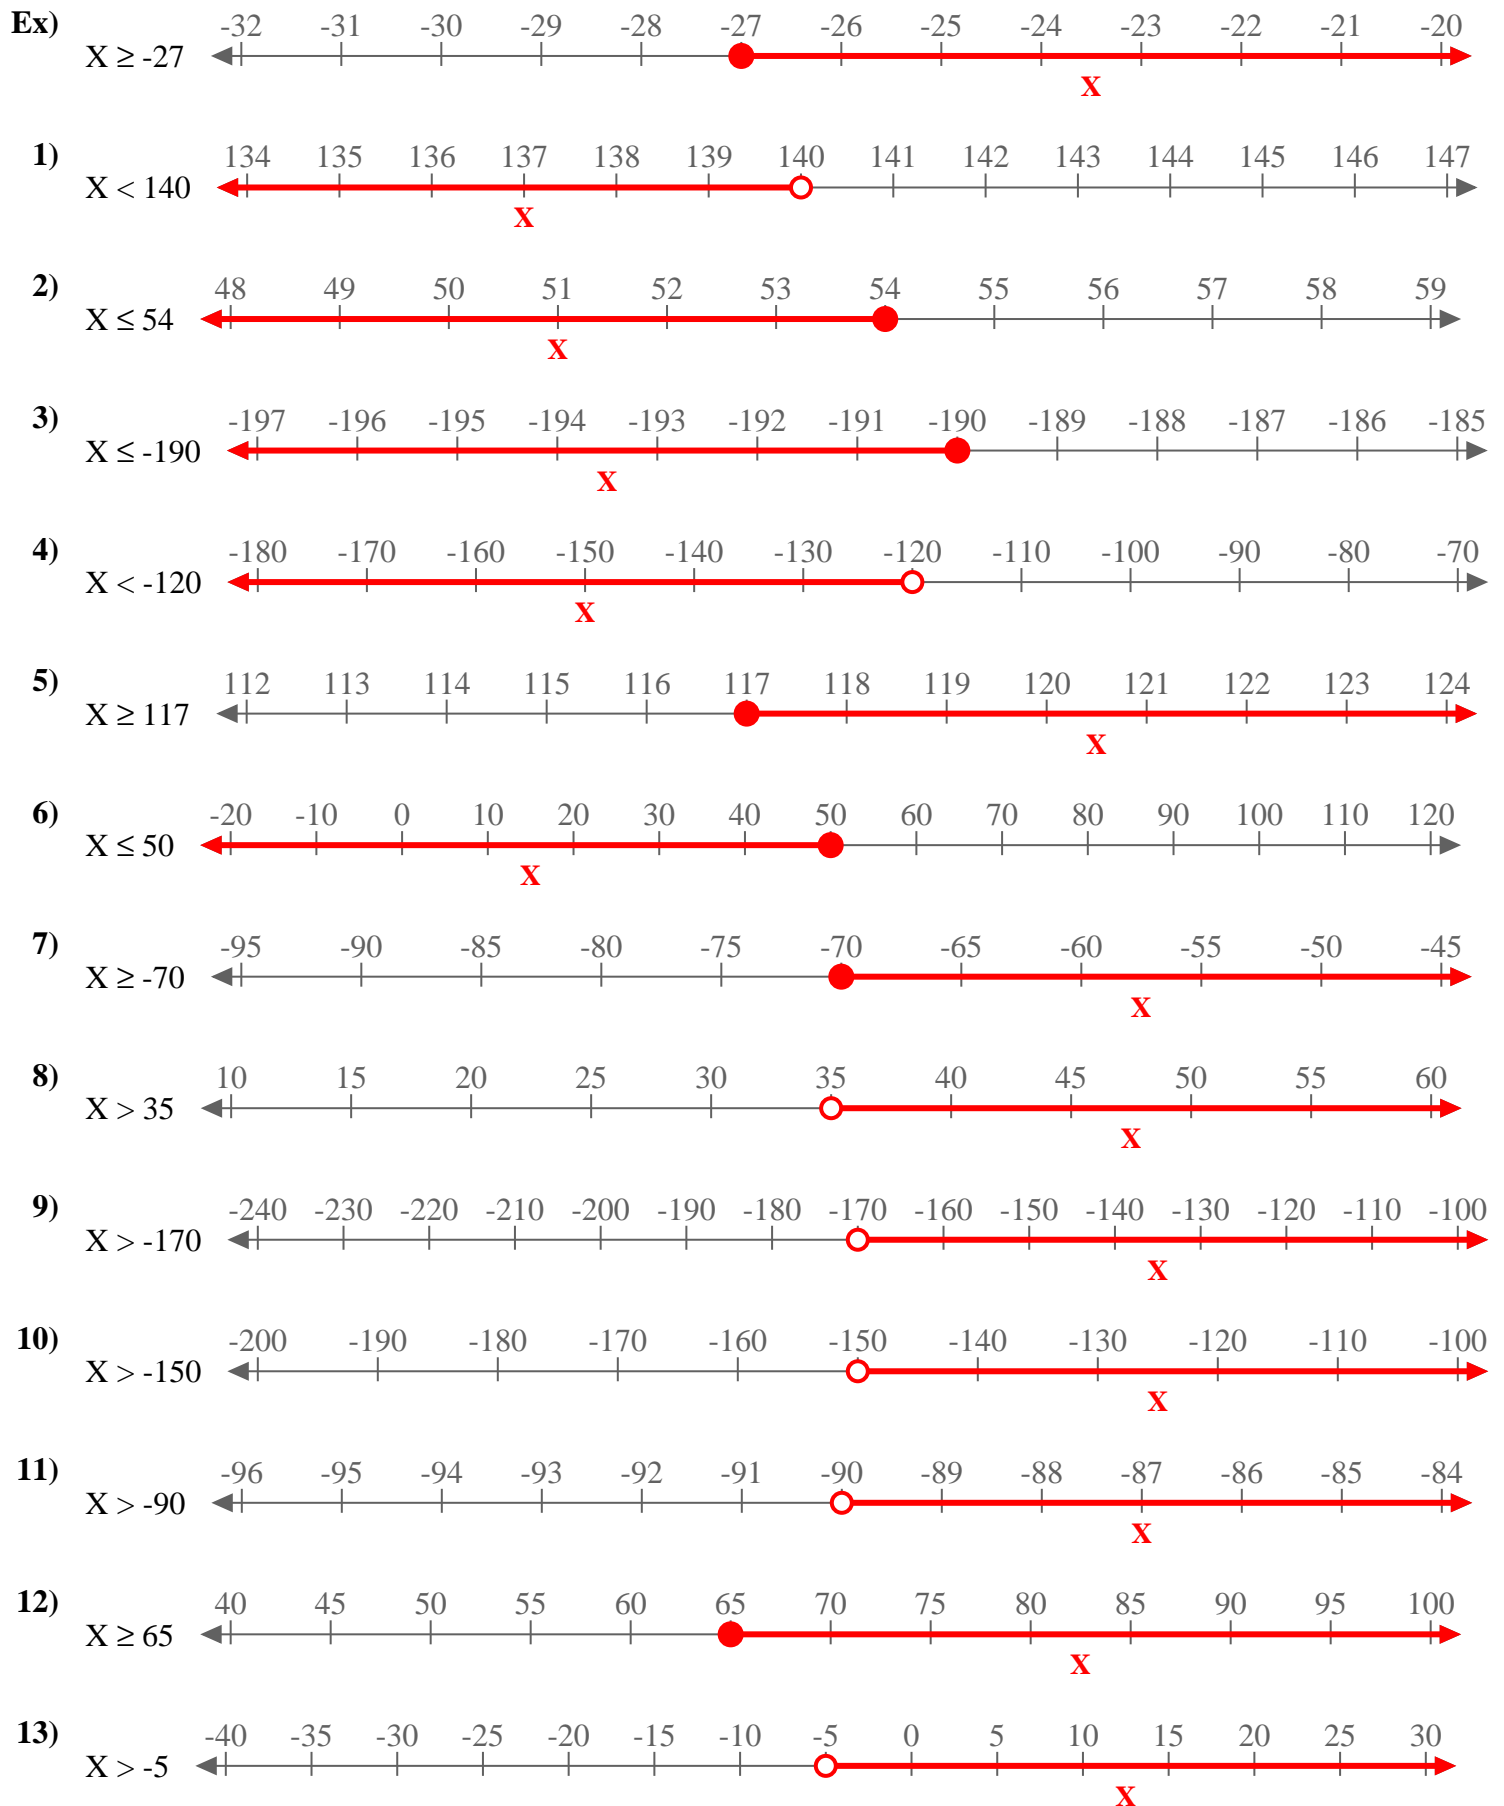 Ex) -32 -31 -30 -29 -28 -27 -26 -25 -24 -23 -22 -21 -20
X ≥ -27
X
1) 134 135 136 137 138 139 140 141 142 143 144 145 146 147
X < 140
X
2) 48 49 50 51 52 53 54 55 56 57 58 59
X ≤ 54
X
3) -197 -196 -195 -194 -193 -192 -191 -190 -189 -188 -187 -186 -185
X ≤ -190
X
4) -180 -170 -160 -150 -140 -130 -120 -110 -100 -90 -80 -70
X < -120
X
5) 112 113 114 115 116 117 118 119 120 121 122 123 124
X ≥ 117
X
6) -20 -10 0 10 20 30 40 50 60 70 80 90 100 110 120
X ≤ 50
X
7) -95 -90 -85 -80 -75 -70 -65 -60 -55 -50 -45
X ≥ -70
X
8) 10 15 20 25 30 35 40 45 50 55 60
X > 35
X
9) -240 -230 -220 -210 -200 -190 -180 -170 -160 -150 -140 -130 -120 -110 -100
X > -170
X
10) -200 -190 -180 -170 -160 -150 -140 -130 -120 -110 -100
X > -150
X
11) -96 -95 -94 -93 -92 -91 -90 -89 -88 -87 -86 -85 -84
X > -90
X
12) 40 45 50 55 60 65 70 75 80 85 90 95 100
X ≥ 65
X
13) -40 -35 -30 -25 -20 -15 -10 -5 0 5 10 15 20 25 30
X > -5
X